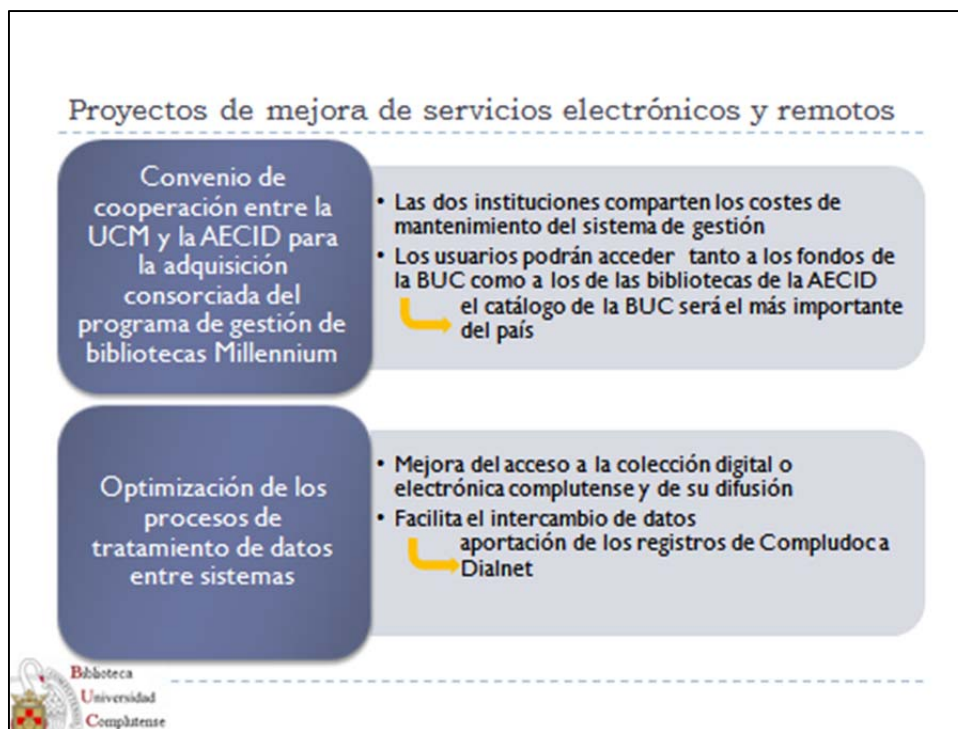 Proyectos de mejora de servicios electrónicos y remotos
Convenio de
cooperación entre la
UCM y la AECID para
la adquisición
consorciada del
programa de gestión de
bibliotecas Millennium
• Las dos instituciones comparten los costes de
mantenimiento del sistema de gestión
• Los usuarios podrán acceder tanto a los fondos de
la BUC como a los de las bibliotecas de la AECID
el catálogo de la BUC será el más importante
del país
Optimización de los
procesos de
tratamiento de datos
entre sistemas
• Mejora del acceso a la colección digital o
electrónica complutense y de su difusión
• Facilita el intercambio de datos
aportación de los registros de Compludoc a
Dialnet
Biblioteca
Universidad
Complutense